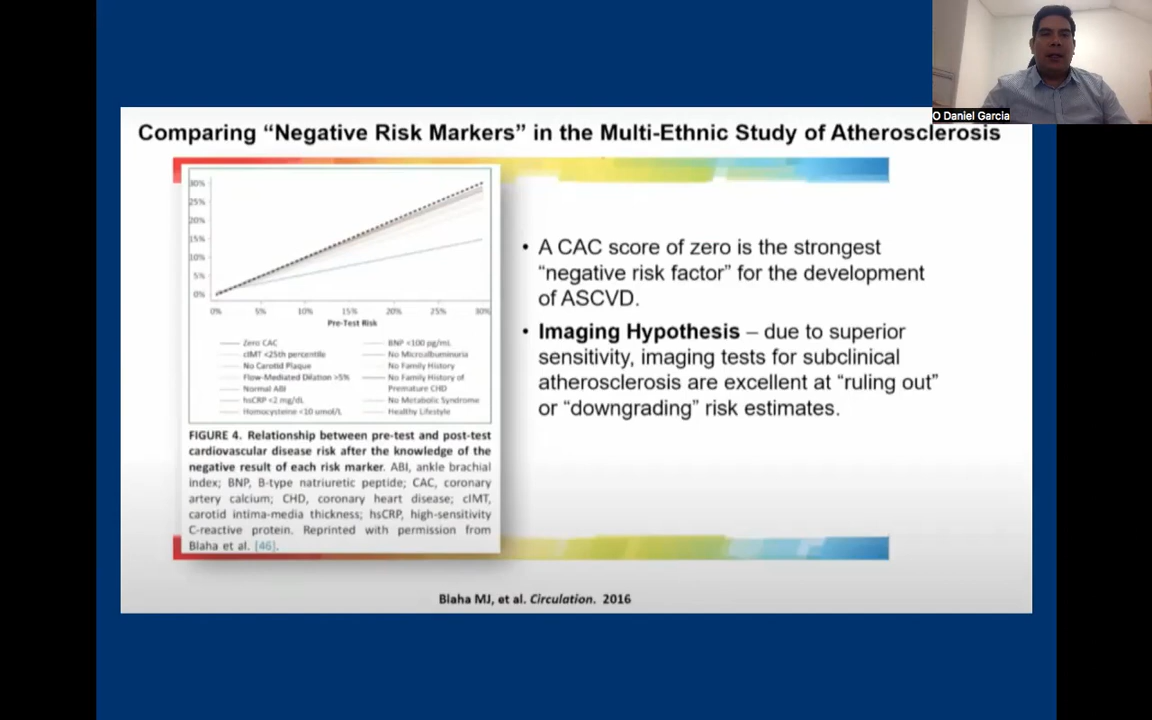 O Daniel Garcia
Comparing “Negative Risk Markers” in the Multi-Ethnic Study of Atherosclerosis
30%
25%
20%
15%
10%
5%
0%
0% 5% 10% 15% 20% 25% 30%
Pre-Test Risk
Zero CAC
cIMT <25th percentile
No Carotid Plaque
Flow-Mediated Dilation >5%
Normal ABI
hsCRP <2 mg/dL
Homocysteine <10 umol/L
BNP <100 pg/mL
No Microalbuminuria
No Family History
No Family History of
Premature CHD
No Metabolic Syndrome
Healthy Lifestyle
FIGURE 4. Relationship between pre-test and post-test
cardiovascular disease risk after the knowledge of the
negative result of each risk marker. ABI, ankle brachial
index; BNP, B-type natriuretic peptide; CAC, coronary
artery calcium; CHD, coronary heart disease; cIMT,
carotid intima-media thickness; hsCRP, high-sensitivity
C-reactive protein. Reprinted with permission from
Blaha et al. [46].
• A CAC score of zero is the strongest
“negative risk factor” for the development
of ASCVD.
• Imaging Hypothesis – due to superior
sensitivity, imaging tests for subclinical
atherosclerosis are excellent at “ruling out”
or “downgrading” risk estimates.
Blaha MJ, et al. Circulation. 2016